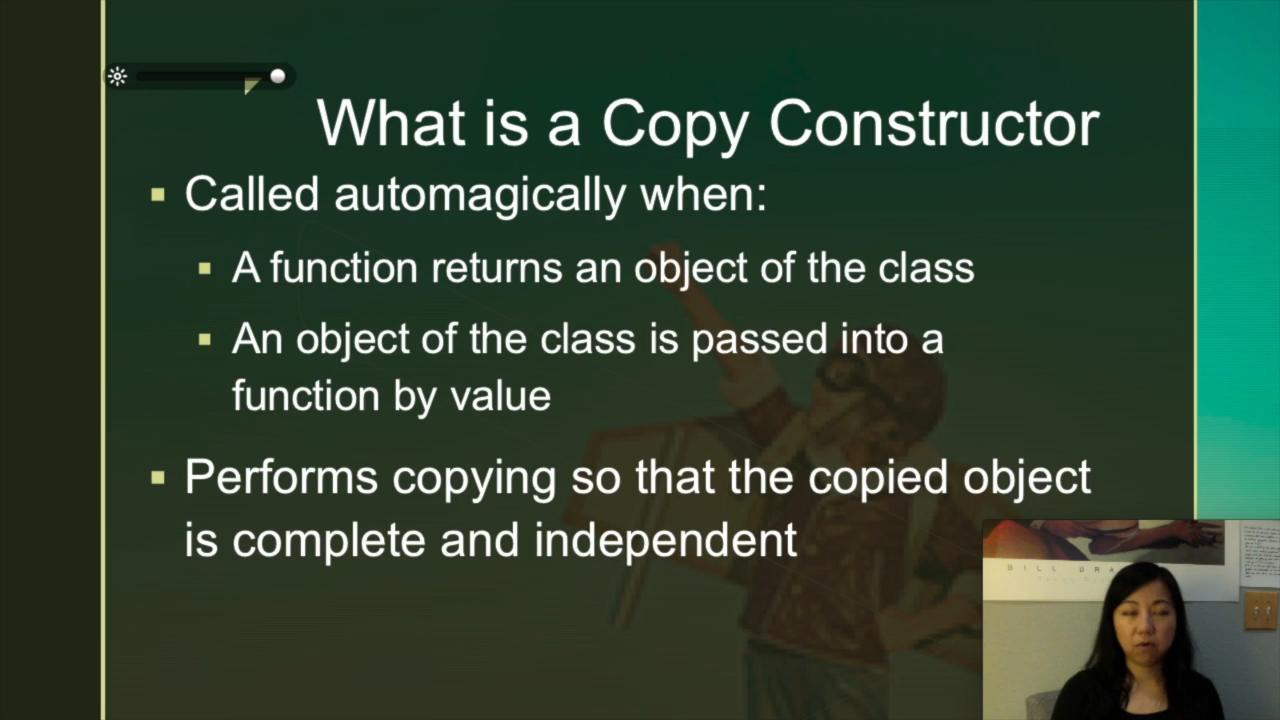 What is a Copy Constructor
Called automagically when:
A function returns an object of the class
An object of the class is passed into a
function by value
Performs copying so that the copied object
is complete and independent
BILL